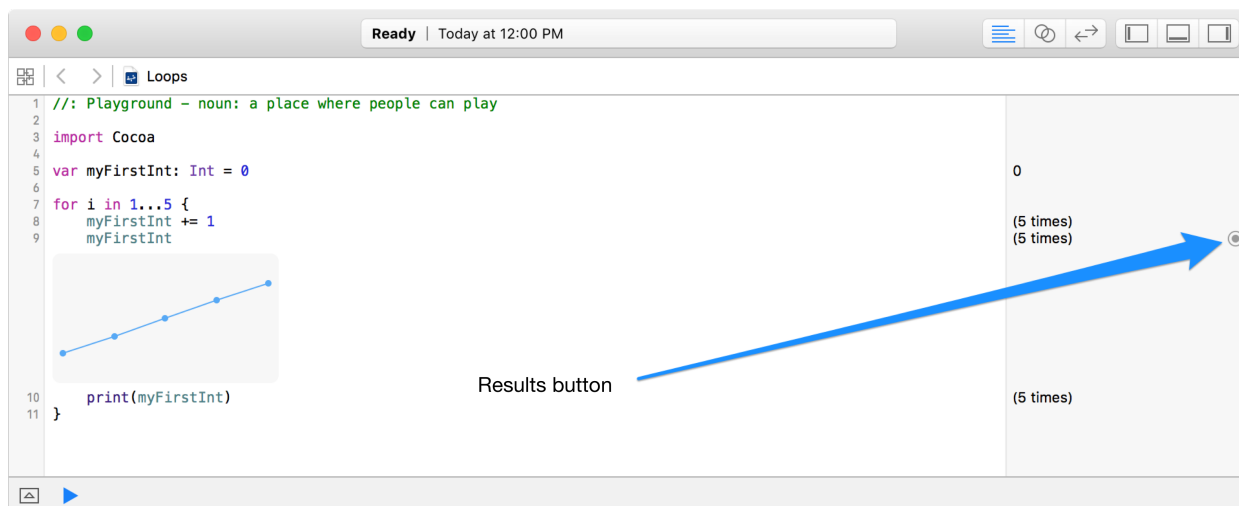 Ready | Today at 12:00 PM
Loops
1 //: Playground – noun: a place where people can play
2
3 import Cocoa
4
5 var myFirstInt: Int = 0 0
6
7 for i in 1...5 {
8 myFirstInt += 1 (5 times)
9 myFirstInt (5 times)
Results button
10 print(myFirstInt) (5 times)
11 }